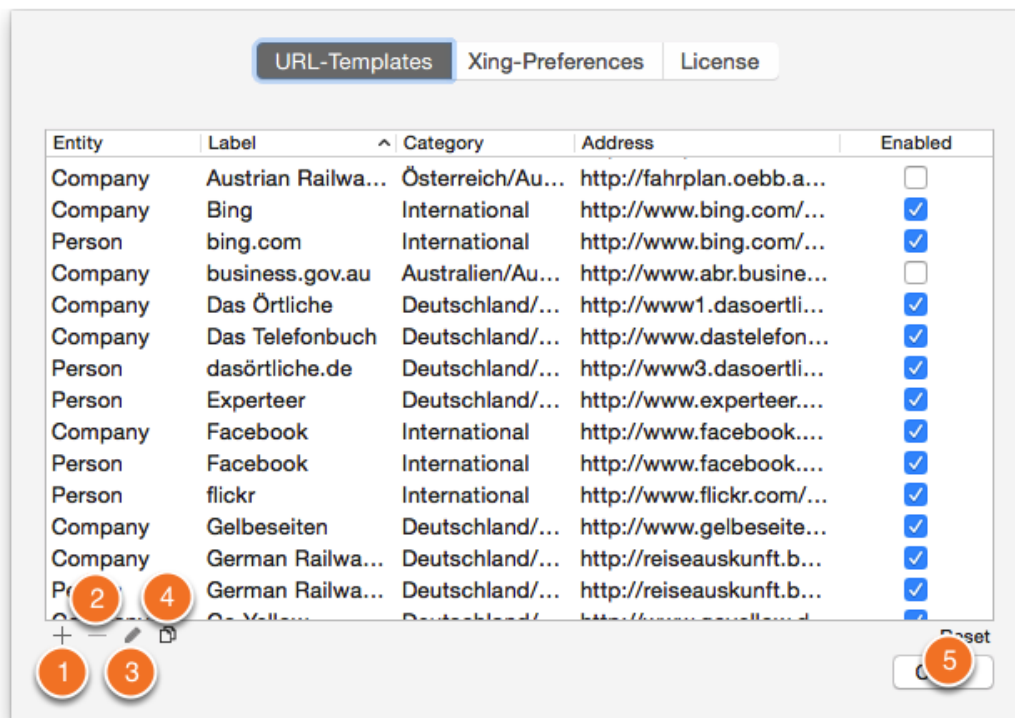 URL-Templates Xing-Preferences License
Entity Label Category Address Enabled
Company Austrian Railwa... Österreich/Au... http://fahrplan.oebb.a...
Company Bing International http://www.bing.com/...
Person bing.com International http://www.bing.com/...
Company business.gov.au Australien/Au... http://www.abr.busine...
Company Das Örtliche Deutschland/... http://www1.dasoertli...
Company Das Telefonbuch Deutschland/... http://www.dastelefon...
Person dasörtliche.de Deutschland/... http://www3.dasoertli...
Person Experteer Deutschland/... http://www.experteer....
Company Facebook International http://www.facebook....
Person Facebook International http://www.facebook....
Person flickr International http://www.flickr.com/...
Company Gelbeseiten Deutschland/... http://www.gelbeseite...
Company German Railwa... Deutschland/... http://reiseauskunft.b...
German Railwa... Deutschland/... http://reiseauskunft.b...
2 4
1 3 5